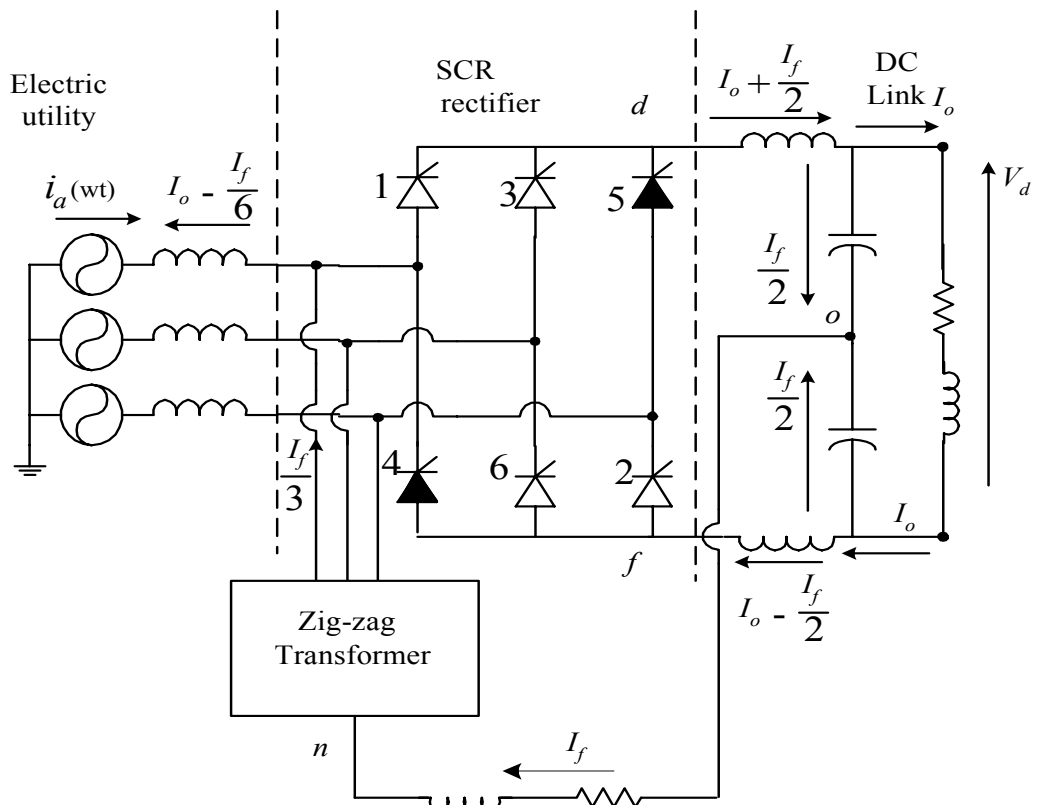 Electric
utility
i_a(wt)
I_o - I_f/6
SCR
rectifier
d
I_o + I_f/2
DC
Link
I_o
V_d
1
3
5
I_f/2
o
I_f/2
I_f/3
4
6
2
I_o
f
I_o - I_f/2
Zig-zag
Transformer
n
I_f